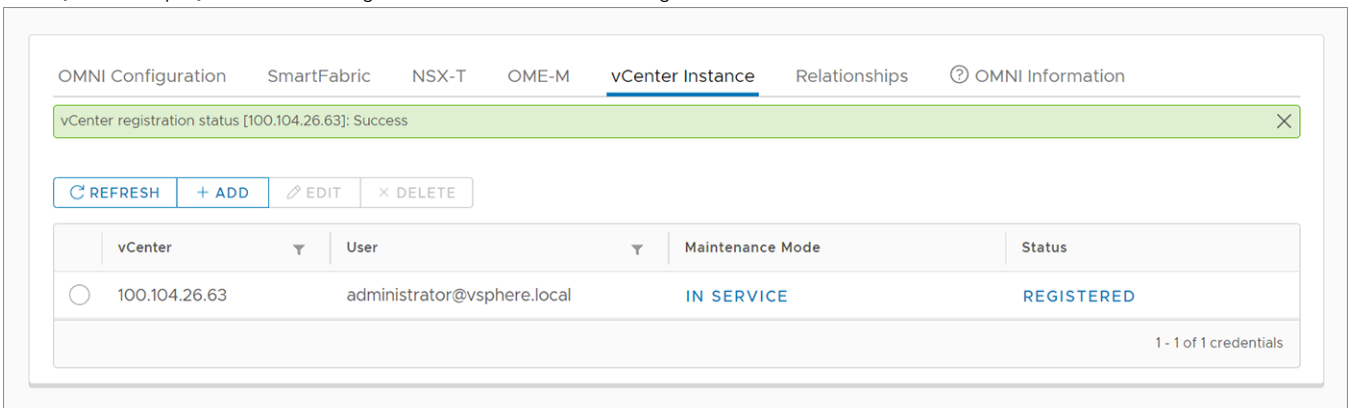 OMNI Configuration SmartFabric NSX-T OME-M vCenter Instance Relationships ? OMNI Information
vCenter registration status [100.104.26.63]: Success
REFRESH + ADD EDIT × DELETE
vCenter User Maintenance Mode Status
100.104.26.63 administrator@vsphere.local IN SERVICE REGISTERED
1 - 1 of 1 credentials